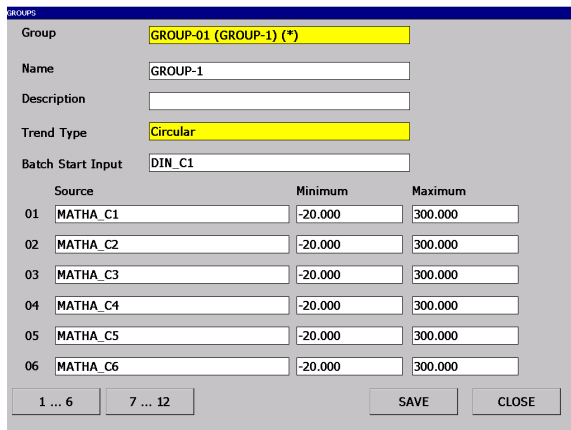 GROUPS
Group GROUP-01 (GROUP-1) (*)
Name GROUP-1
Description
Trend Type Circular
Batch Start Input DIN_C1
Source Minimum Maximum
01 MATHA_C1 -20.000 300.000
02 MATHA_C2 -20.000 300.000
03 MATHA_C3 -20.000 300.000
04 MATHA_C4 -20.000 300.000
05 MATHA_C5 -20.000 300.000
06 MATHA_C6 -20.000 300.000
1 ... 6 7 ... 12 SAVE CLOSE